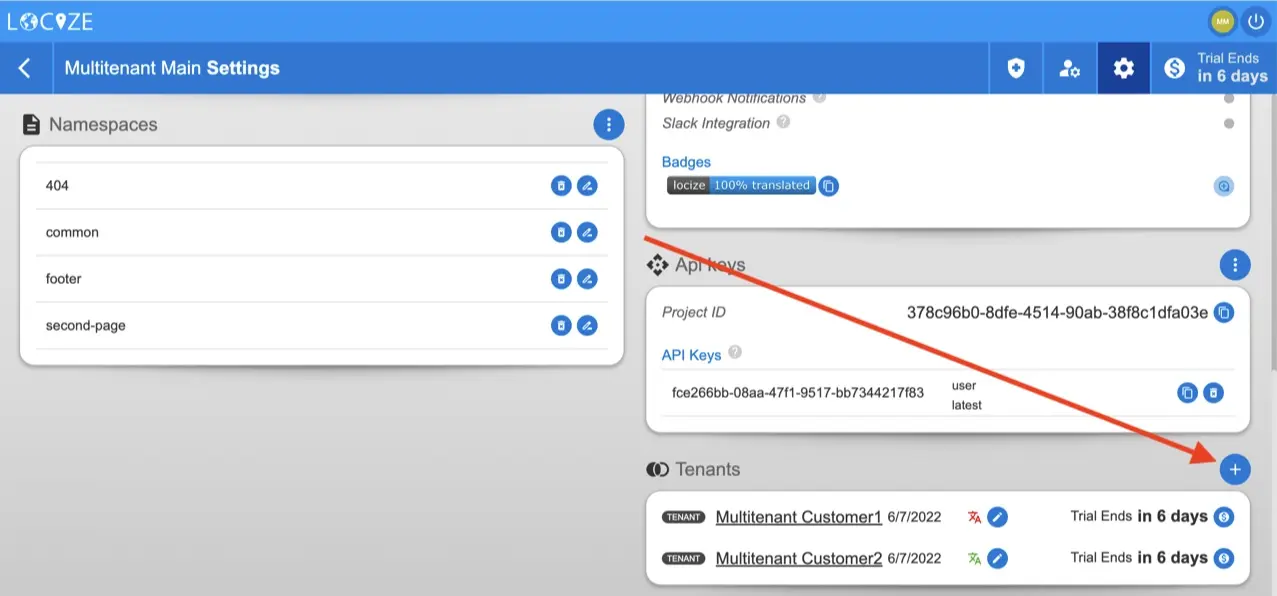 LOCIZE
MM
Multitenant Main Settings
Trial Ends
in 6 days
Namespaces
404
common
footer
second-page
Webhook Notifications ?
Slack Integration ?
Badges
locize 100% translated
Api keys
Project ID 378c96b0-8dfe-4514-90ab-38f8c1dfa03e
API Keys ?
fce266bb-08aa-47f1-9517-bb7344217f83 user
latest
Tenants
TENANT Multitenant Customer1 6/7/2022 Trial Ends in 6 days
TENANT Multitenant Customer2 6/7/2022 Trial Ends in 6 days